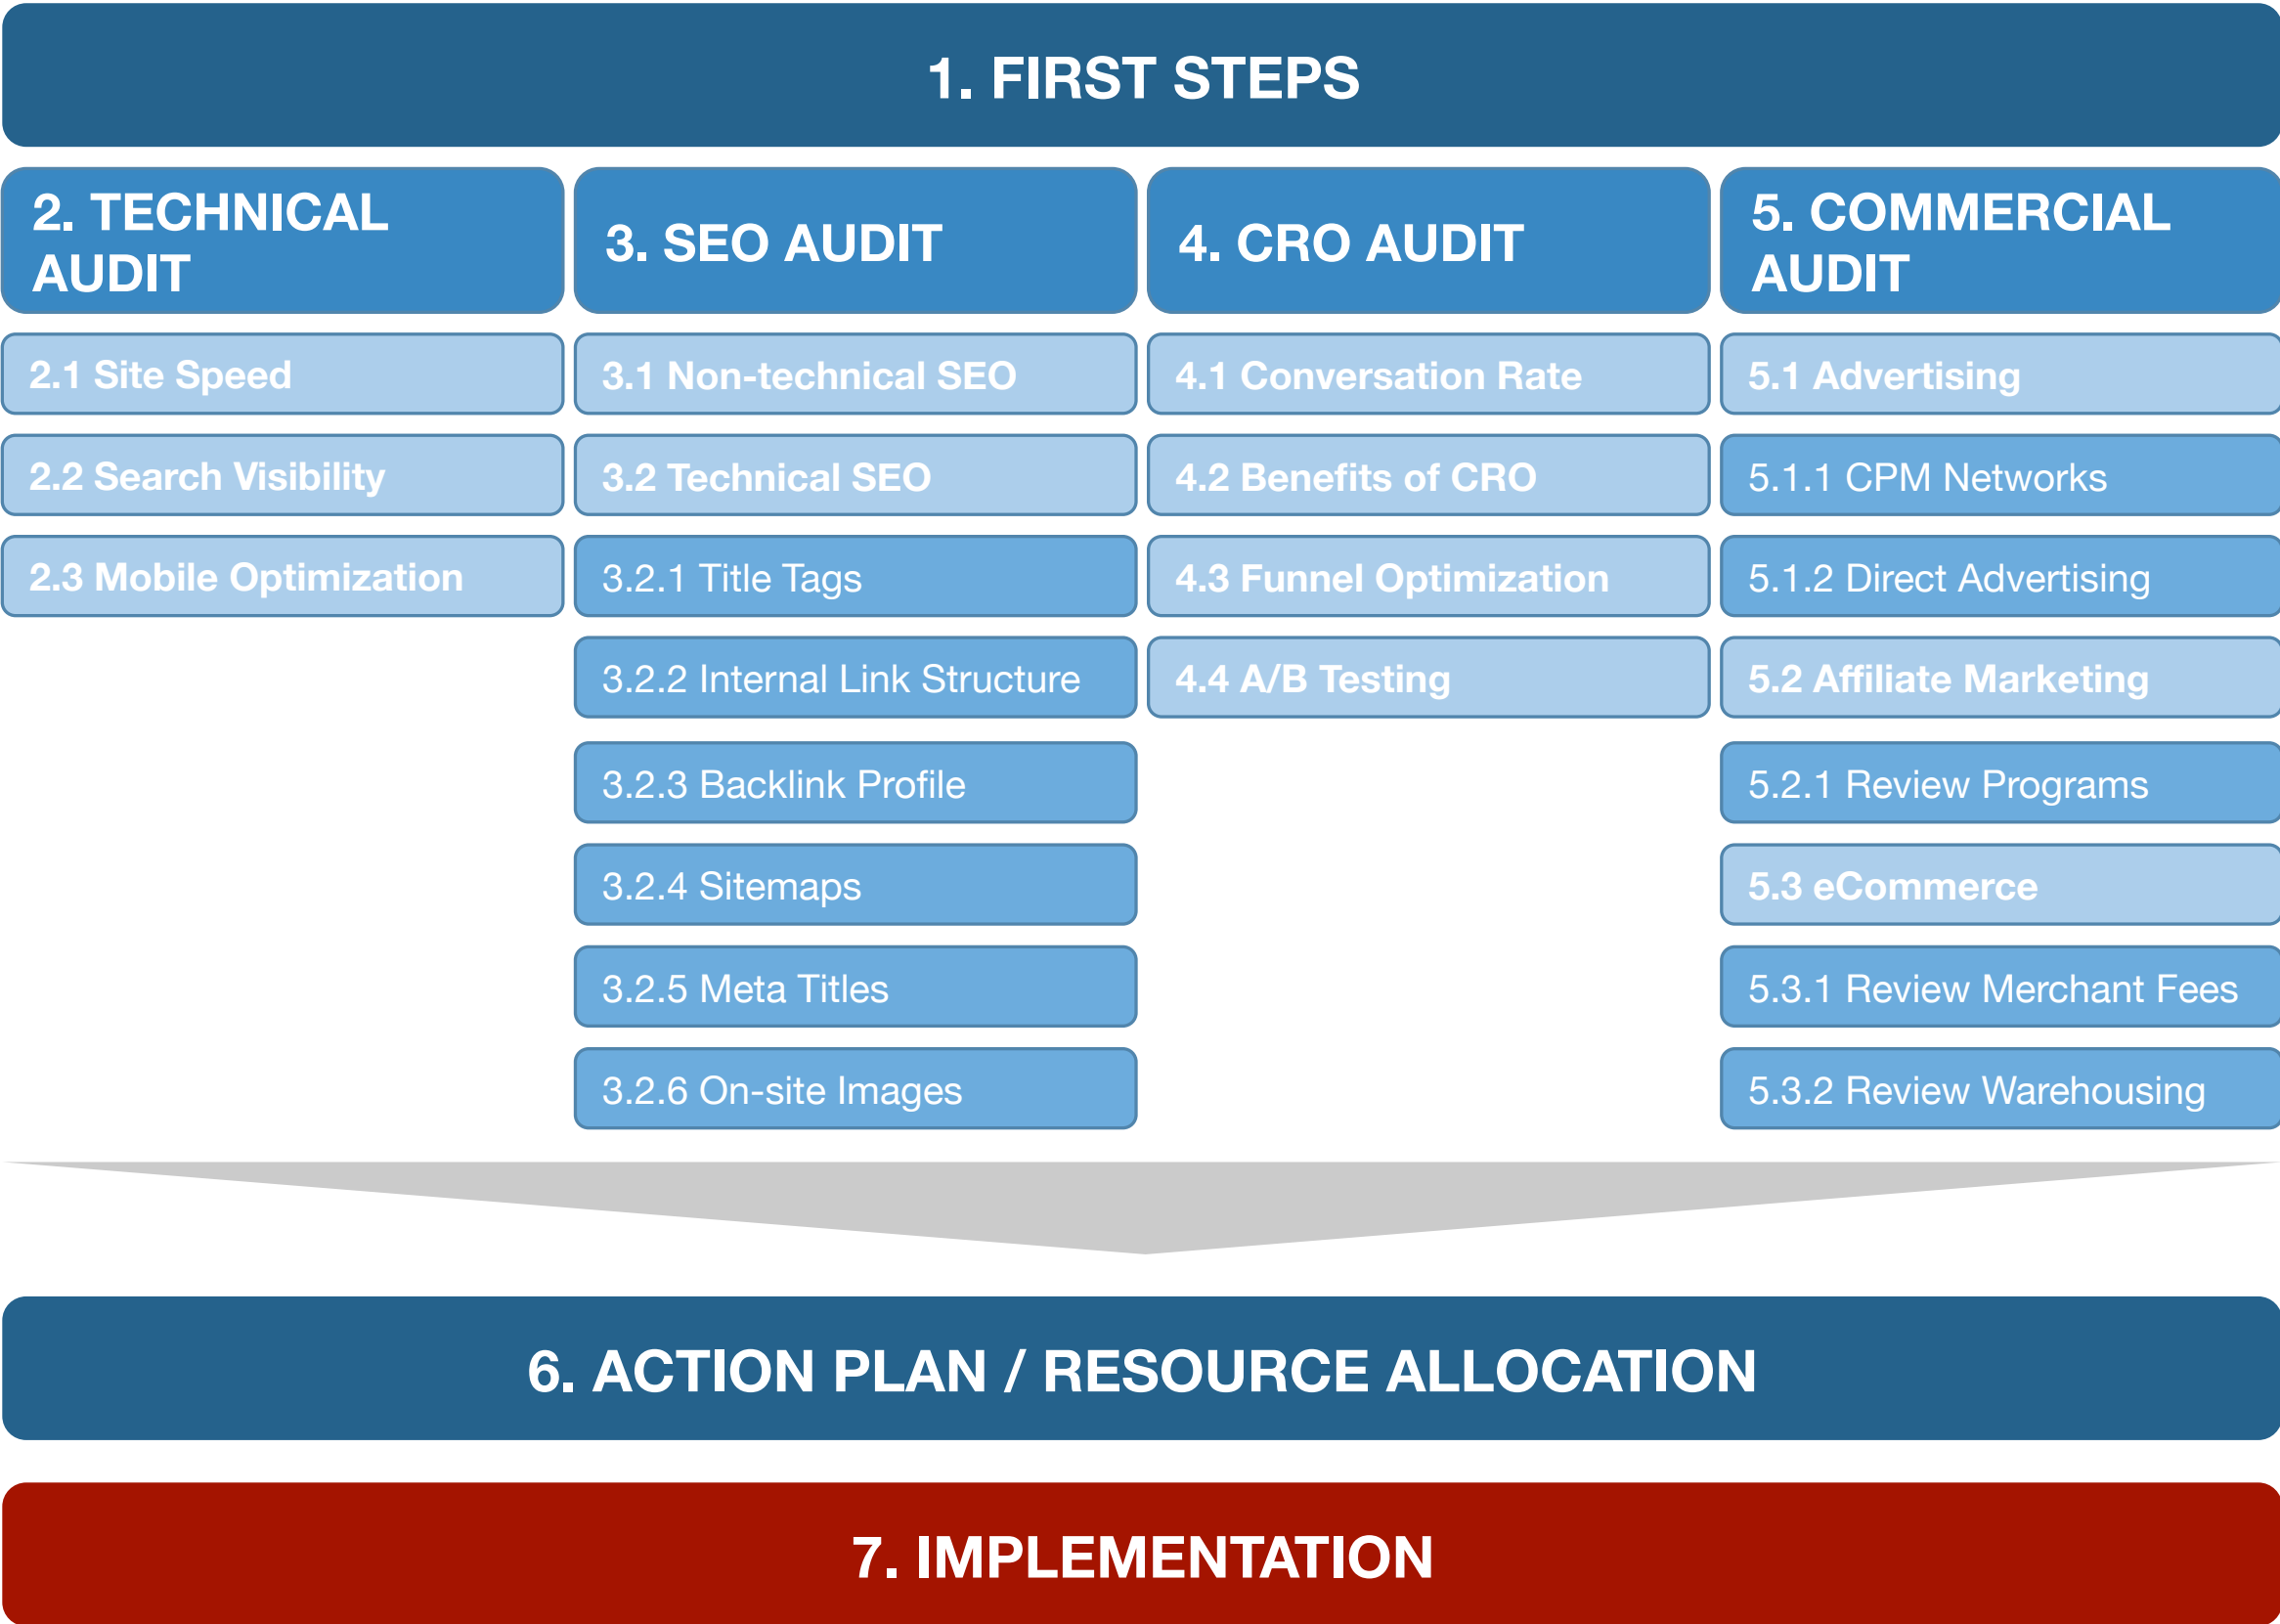 1. FIRST STEPS
2. TECHNICAL
AUDIT
2.1 Site Speed
2.2 Search Visibility
2.3 Mobile Optimization
3. SEO AUDIT
3.1 Non-technical SEO
3.2 Technical SEO
3.2.1 Title Tags
3.2.2 Internal Link Structure
3.2.3 Backlink Profile
3.2.4 Sitemaps
3.2.5 Meta Titles
3.2.6 On-site Images
4. CRO AUDIT
4.1 Conversation Rate
4.2 Benefits of CRO
4.3 Funnel Optimization
4.4 A/B Testing
5. COMMERCIAL
AUDIT
5.1 Advertising
5.1.1 CPM Networks
5.1.2 Direct Advertising
5.2 Affiliate Marketing
5.2.1 Review Programs
5.3 eCommerce
5.3.1 Review Merchant Fees
5.3.2 Review Warehousing
6. ACTION PLAN / RESOURCE ALLOCATION
7. IMPLEMENTATION